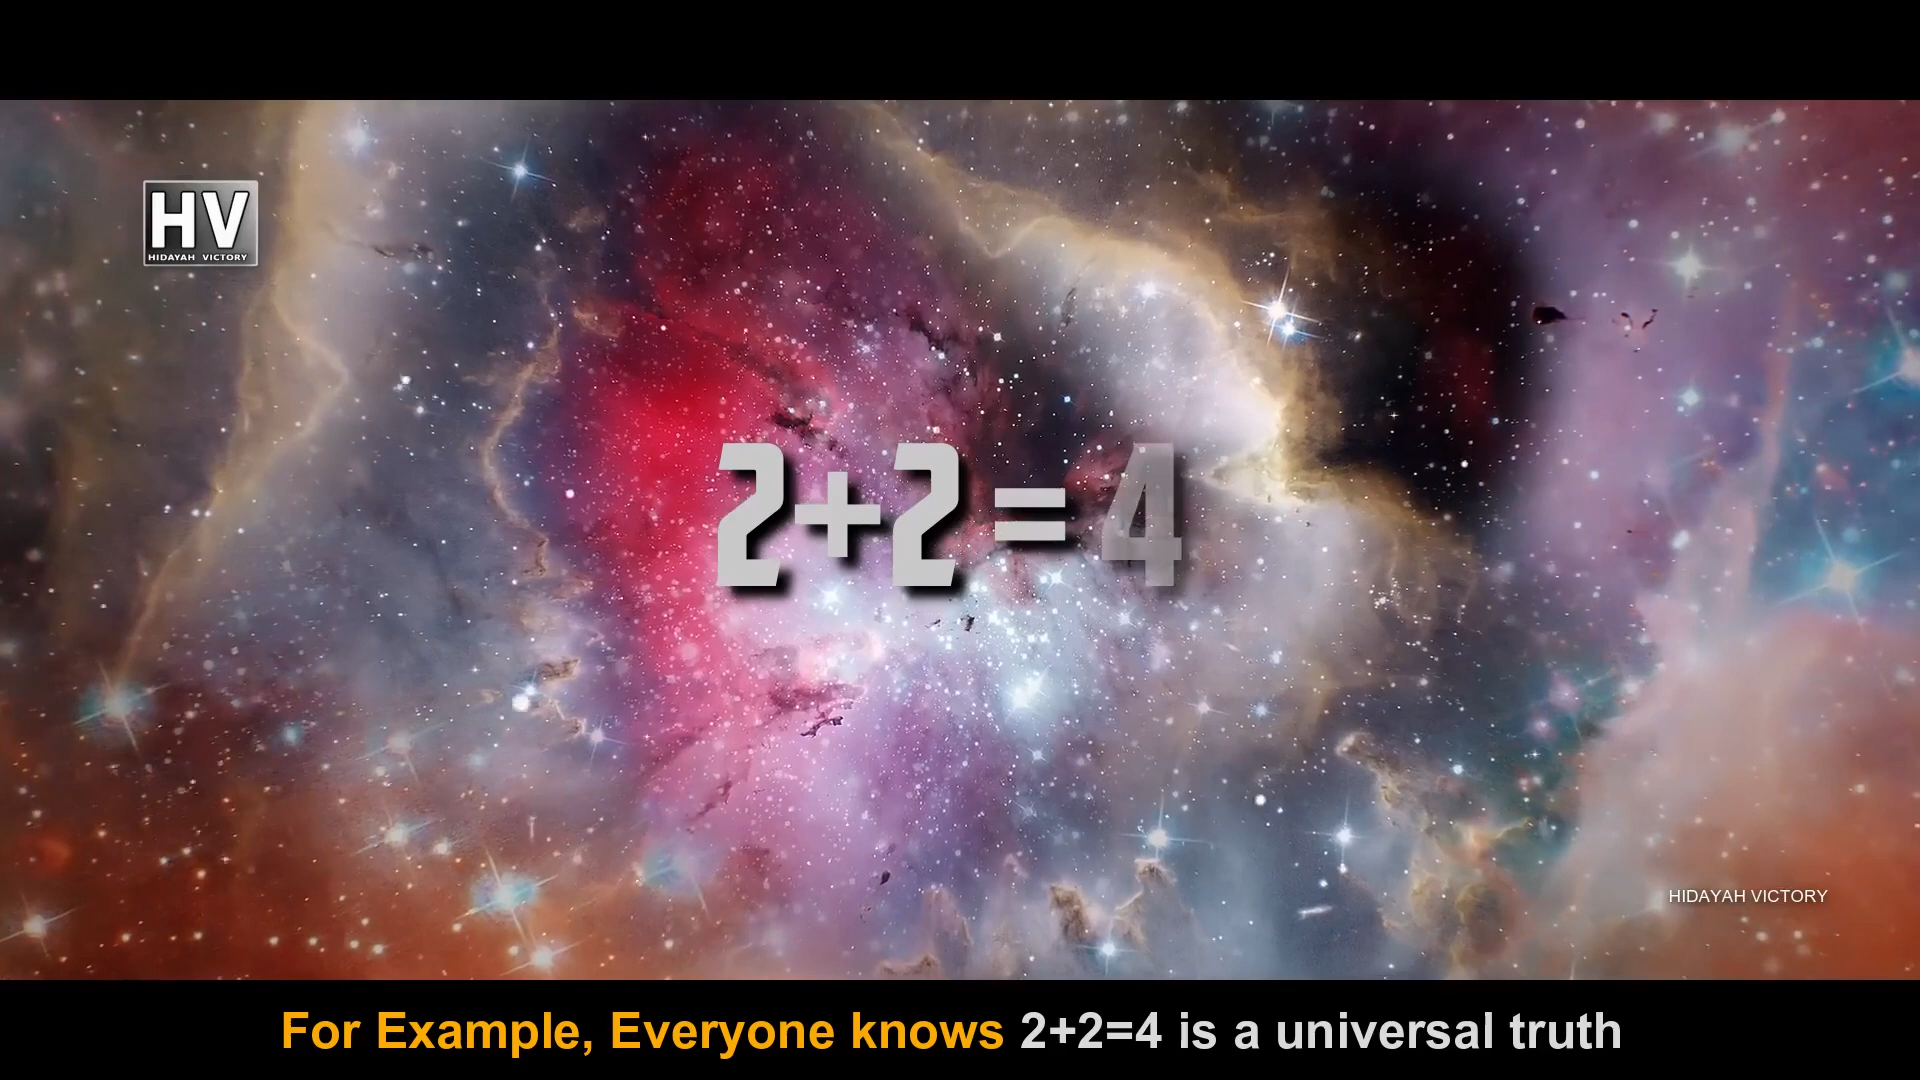 HV
HIDAYAH VICTORY
2+2=4
HIDAYAH VICTORY
For Example, Everyone knows 2+2=4 is a universal truth